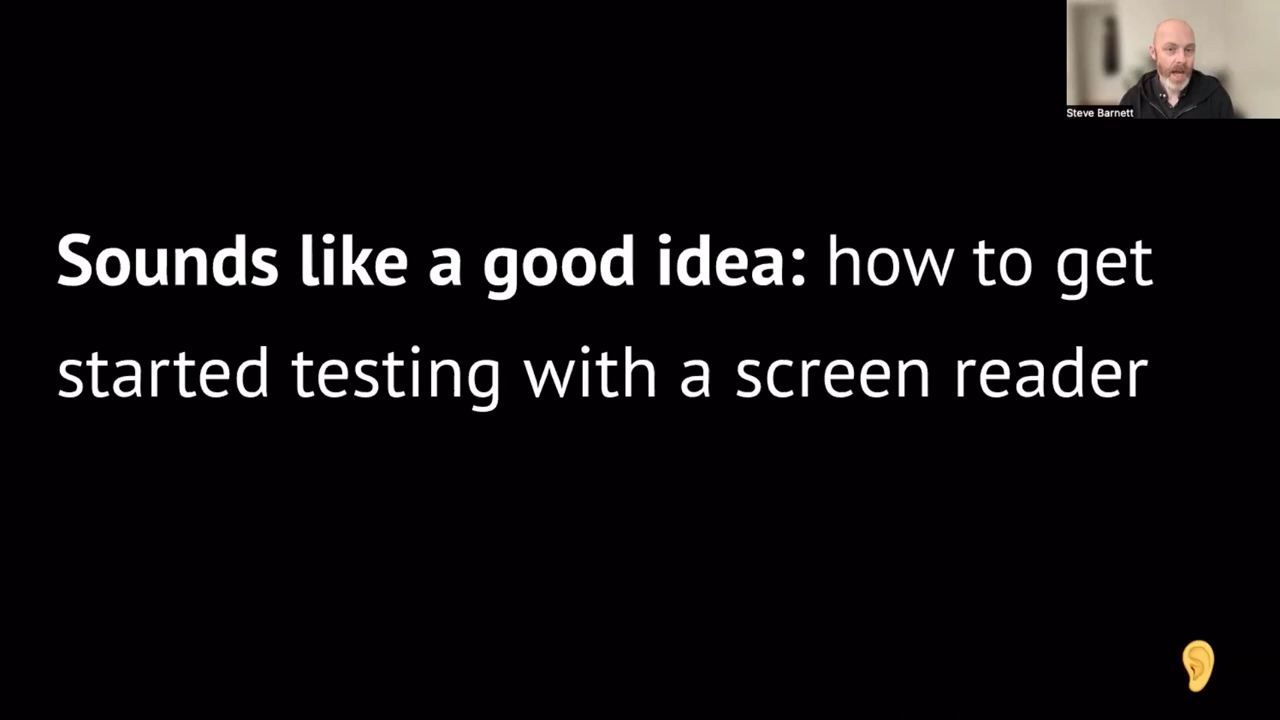 Steve Barnett
Sounds like a good idea: how to get
started testing with a screen reader